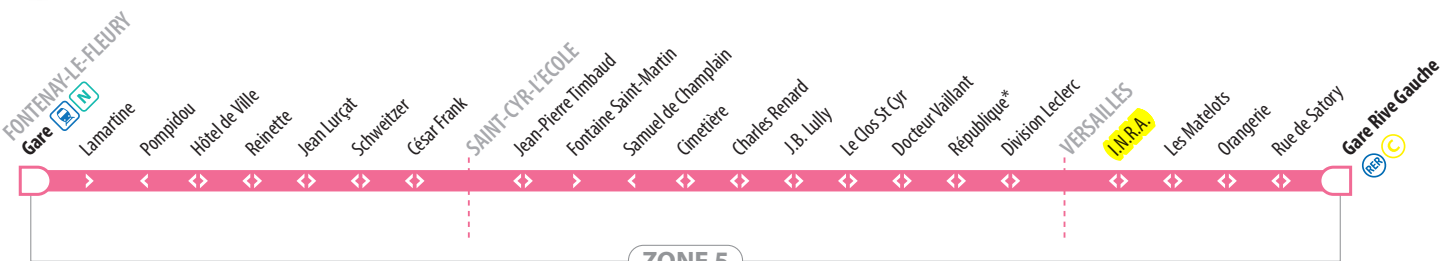 FONTENAY-LE-FLEURY
Gare N
Lamartine
Pompidou
Hôtel de Ville
Reinette
Jean Lurçat
Schweitzer
César Frank
SAINT-CYR-L'ECOLE
Jean-Pierre Timbaud
Fontaine Saint-Martin
Samuel de Champlain
Cimetière
Charles Renard
J.B. Lully
Le Clos St Cyr
Docteur Vaillant
République*
Division Leclerc
VERSAILLES
I.N.R.A.
Les Matelots
Orangerie
Rue de Satory
Gare Rive Gauche
RER C
ZONE 5